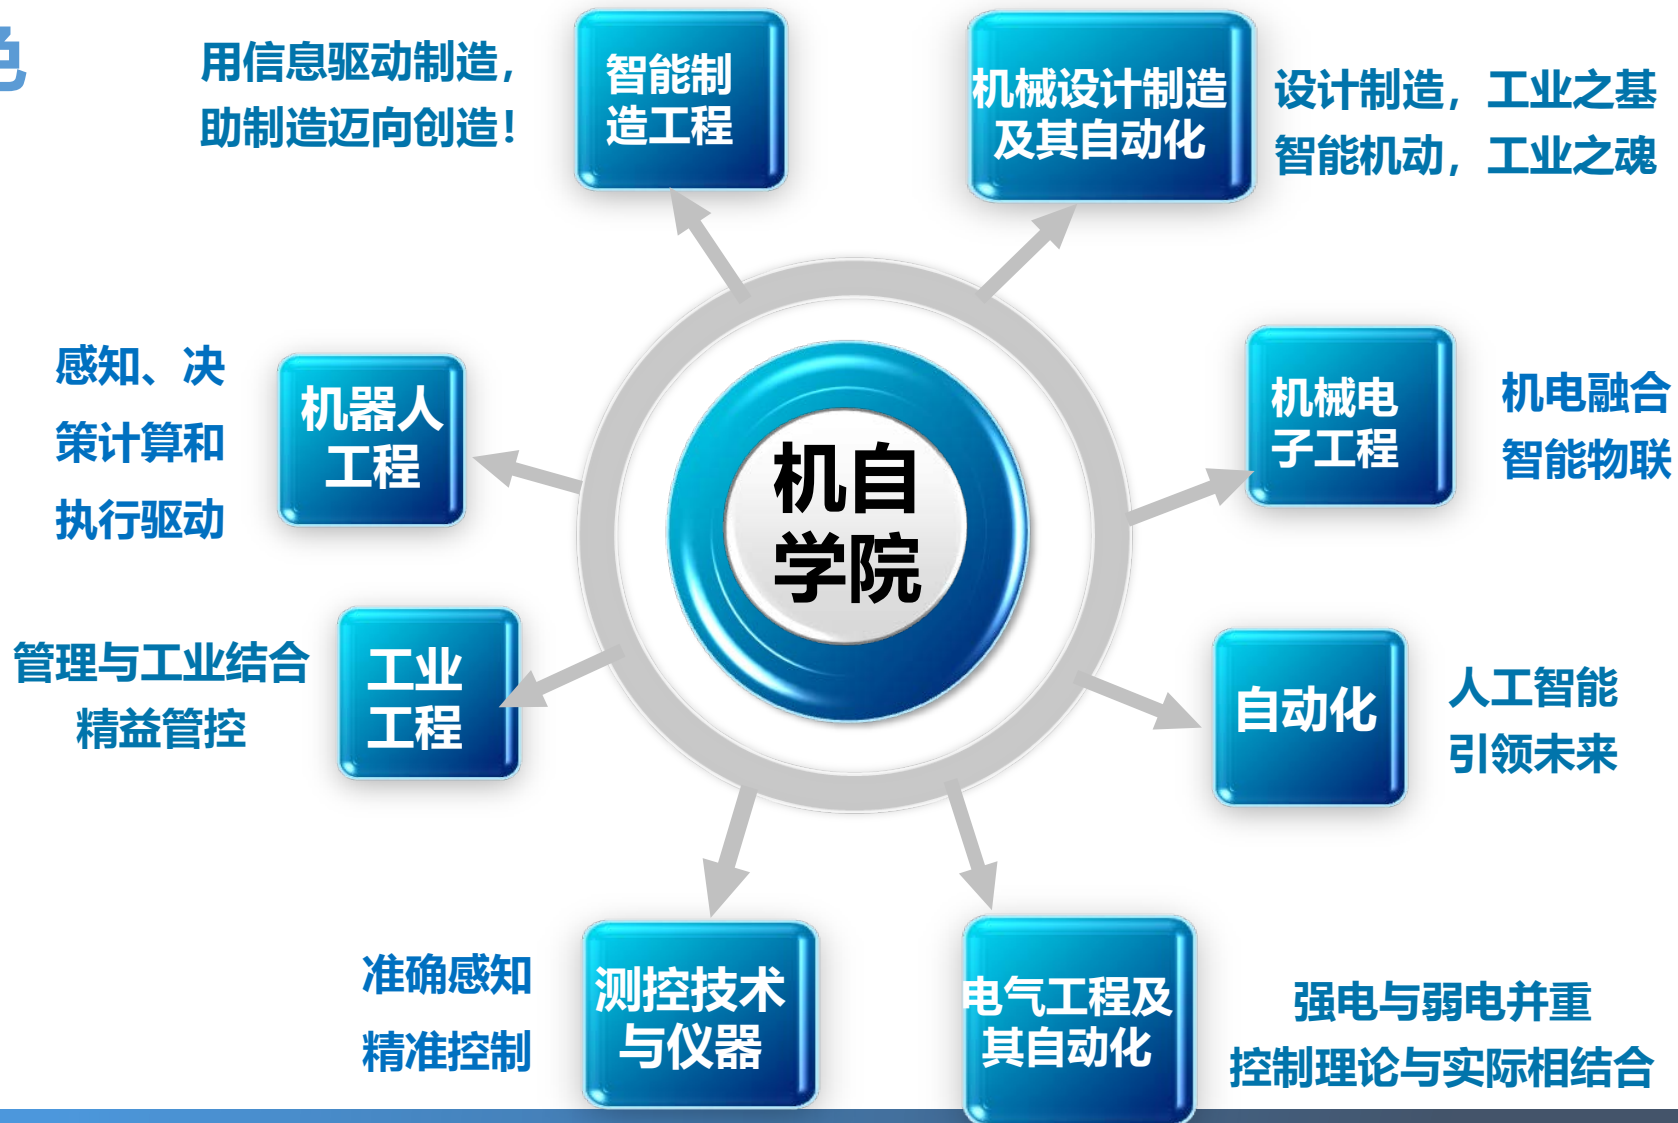 色
用信息驱动制造，
助制造迈向创造！
智能制
造工程
机械设计制造
及其自动化
设计制造，工业之基
智能机动，工业之魂
感知、决
策计算和
执行驱动
机器人
工程
机自
学院
机械电
子工程
机电融合
智能物联
管理与工业结合
精益管控
工业
工程
自动化
人工智能
引领未来
准确感知
精准控制
测控技术
与仪器
电气工程及
其自动化
强电与弱电并重
控制理论与实际相结合